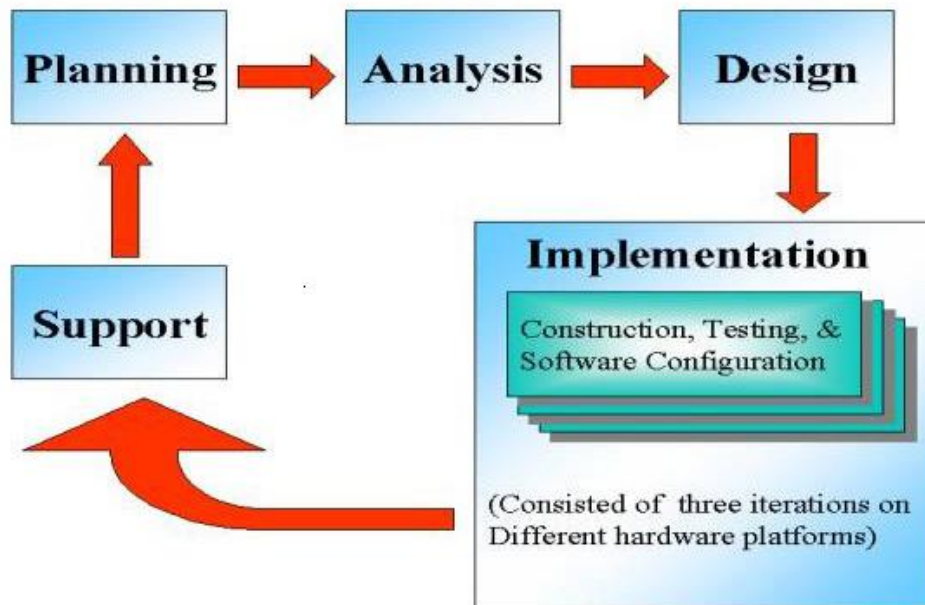 Planning
Analysis
Design
Implementation
Construction, Testing, &
Software Configuration
(Consisted of three iterations on
Different hardware platforms)
Support